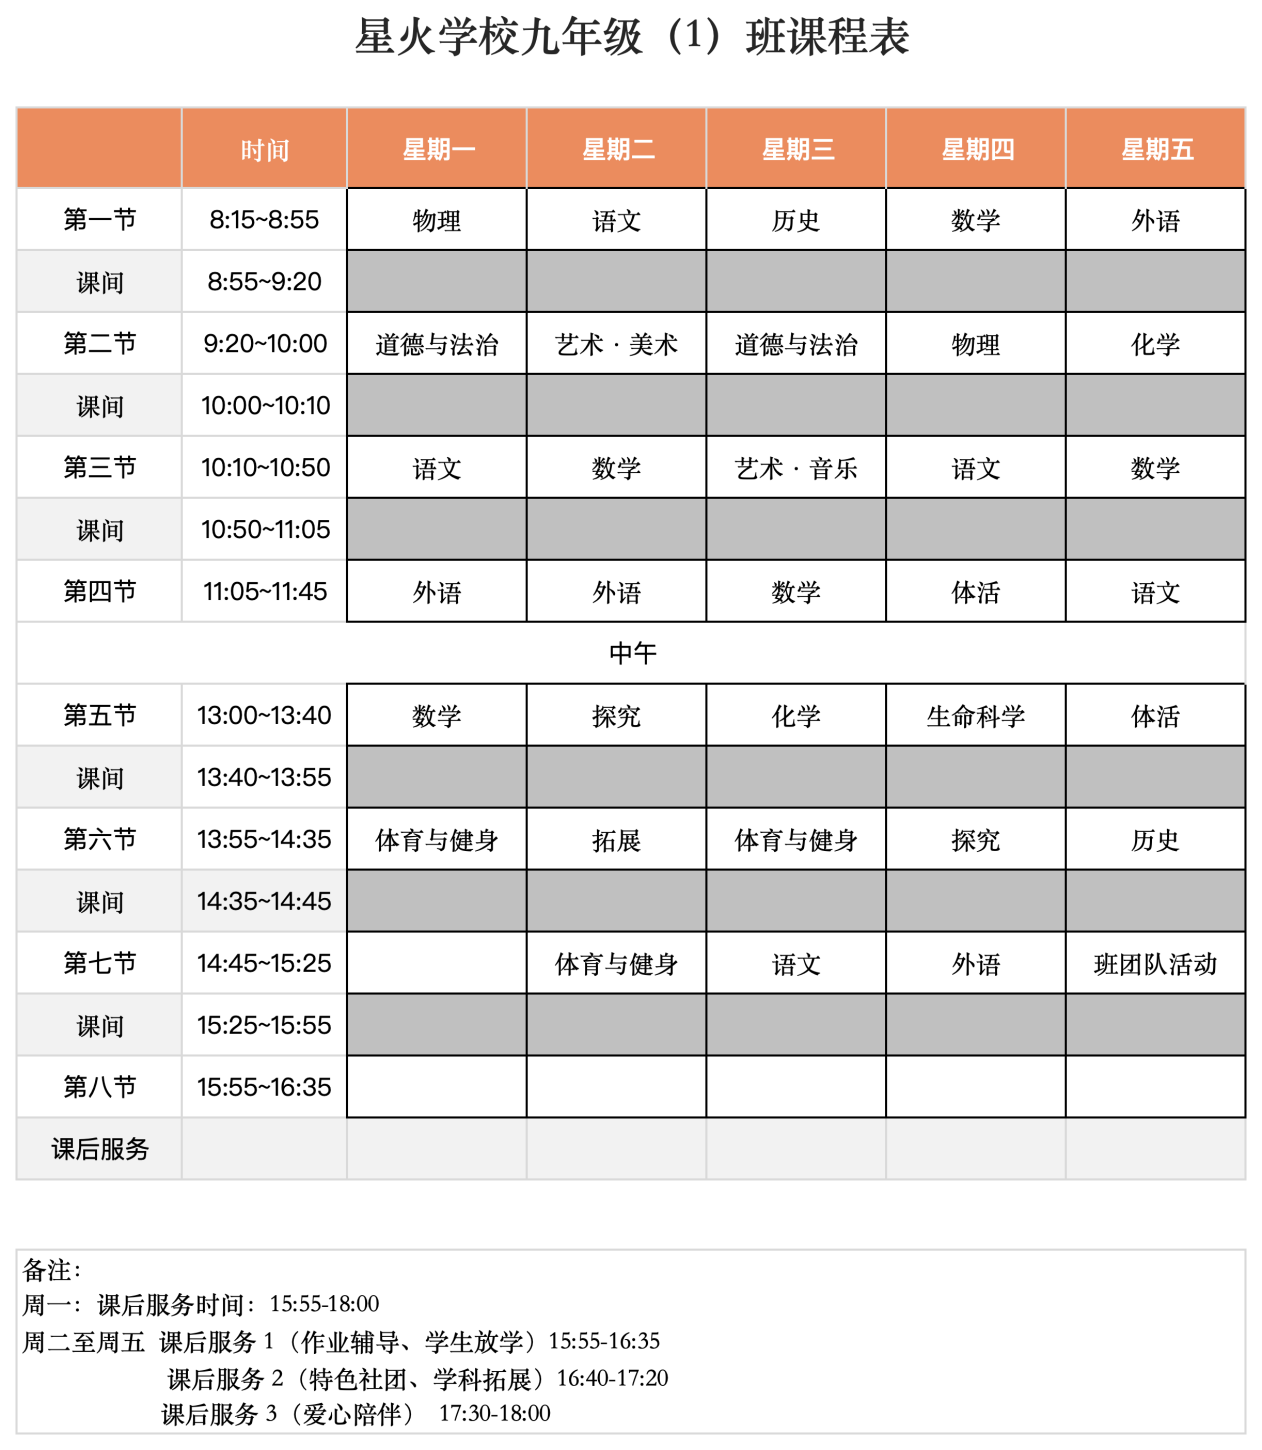 星火学校九年级（1）班课程表
时间 星期一 星期二 星期三 星期四 星期五
第一节 8:15~8:55 物理 语文 历史 数学 外语
课间 8:55~9:20
第二节 9:20~10:00 道德与法治 艺术·美术 道德与法治 物理 化学
课间 10:00~10:10
第三节 10:10~10:50 语文 数学 艺术·音乐 语文 数学
课间 10:50~11:05
第四节 11:05~11:45 外语 外语 数学 体活 语文
中午
第五节 13:00~13:40 数学 探究 化学 生命科学 体活
课间 13:40~13:55
第六节 13:55~14:35 体育与健身 拓展 体育与健身 探究 历史
课间 14:35~14:45
第七节 14:45~15:25 体育与健身 语文 外语 班团队活动
课间 15:25~15:55
第八节 15:55~16:35
课后服务
备注：
周一：课后服务时间：15:55-18:00
周二至周五 课后服务 1（作业辅导、学生放学）15:55-16:35
课后服务 2（特色社团、学科拓展）16:40-17:20
课后服务 3（爱心陪伴） 17:30-18:00